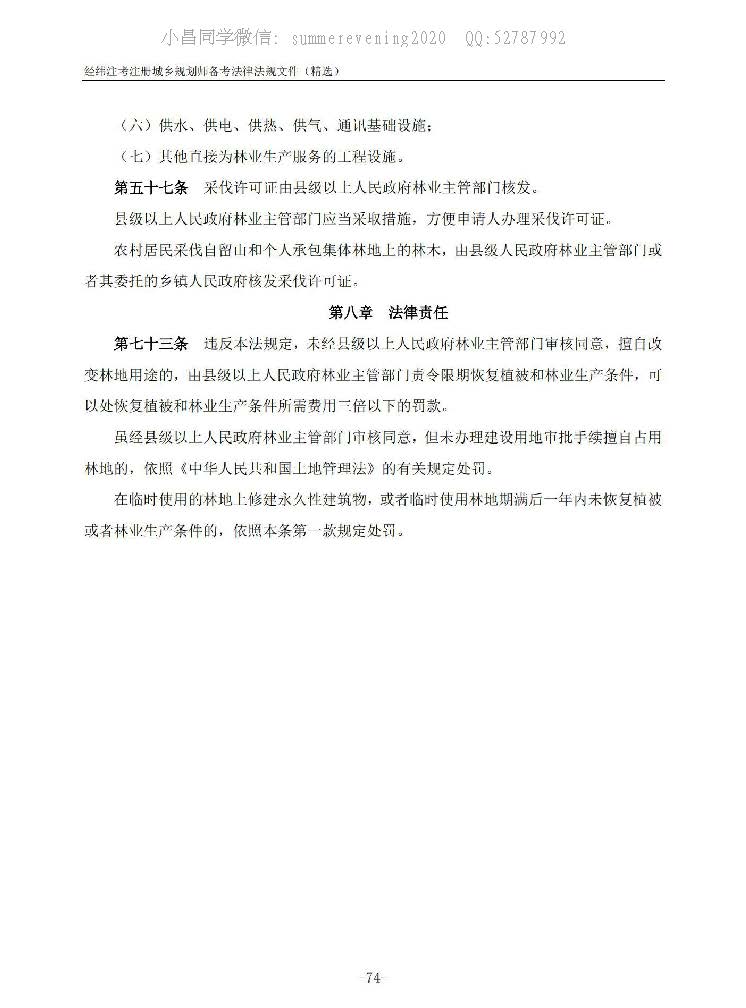 小昌同学微信: summerevening2020 QQ:52787992
经纬注考注册城乡规划师备考法律法规文件（精选）
（六）供水、供电、供热、供气、通讯基础设施；
（七）其他直接为林业生产服务的工程设施。
第五十七条 采伐许可证由县级以上人民政府林业主管部门核发。
县级以上人民政府林业主管部门应当采取措施，方便申请人办理采伐许可证。
农村居民采伐自留山和个人承包集体林地上的林木，由县级人民政府林业主管部门或
者其委托的乡镇人民政府核发采伐许可证。
第八章 法律责任
第七十三条 违反本法规定，未经县级以上人民政府林业主管部门审核同意，擅自改
变林地用途的，由县级以上人民政府林业主管部门责令限期恢复植被和林业生产条件，可
以处恢复植被和林业生产条件所需费用三倍以下的罚款。
虽经县级以上人民政府林业主管部门审核同意，但未办理建设用地审批手续擅自占用
林地的，依照《中华人民共和国土地管理法》的有关规定处罚。
在临时使用的林地上修建永久性建筑物，或者临时使用林地期满后一年内未恢复植被
或者林业生产条件的，依照本条第一款规定处罚。
-74-